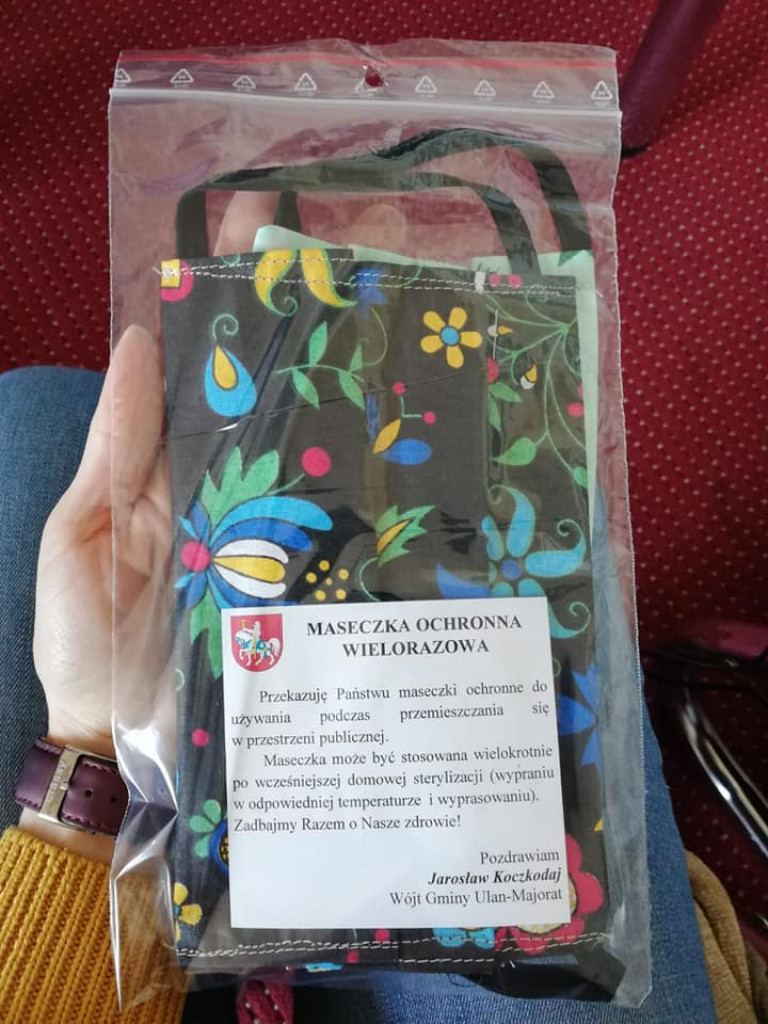 MASECZKA OCHRONNA
WIELORAZOWA
Przekazuję Państwu maseczki ochronne do
używania podczas przemieszczania się
w przestrzeni publicznej.
Maseczka może być stosowana wielokrotnie
po wcześniejszej domowej sterylizacji (wypraniu
w odpowiedniej temperaturze i wyprasowaniu).
Zadbajmy Razem o Nasze zdrowie!
Pozdrawiam
Jarosław Koczkodaj
Wójt Gminy Ulan-Majorat